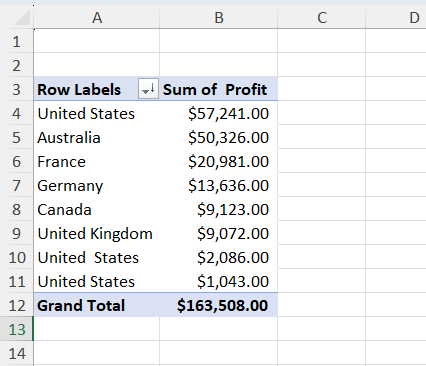 A B C D
1
2
3 Row Labels Sum of  Profit
4 United States $57,241.00
5 Australia $50,326.00
6 France $20,981.00
7 Germany $13,636.00
8 Canada $9,123.00
9 United Kingdom $9,072.00
10 United  States $2,086.00
11 United States $1,043.00
12 Grand Total $163,508.00
13
14